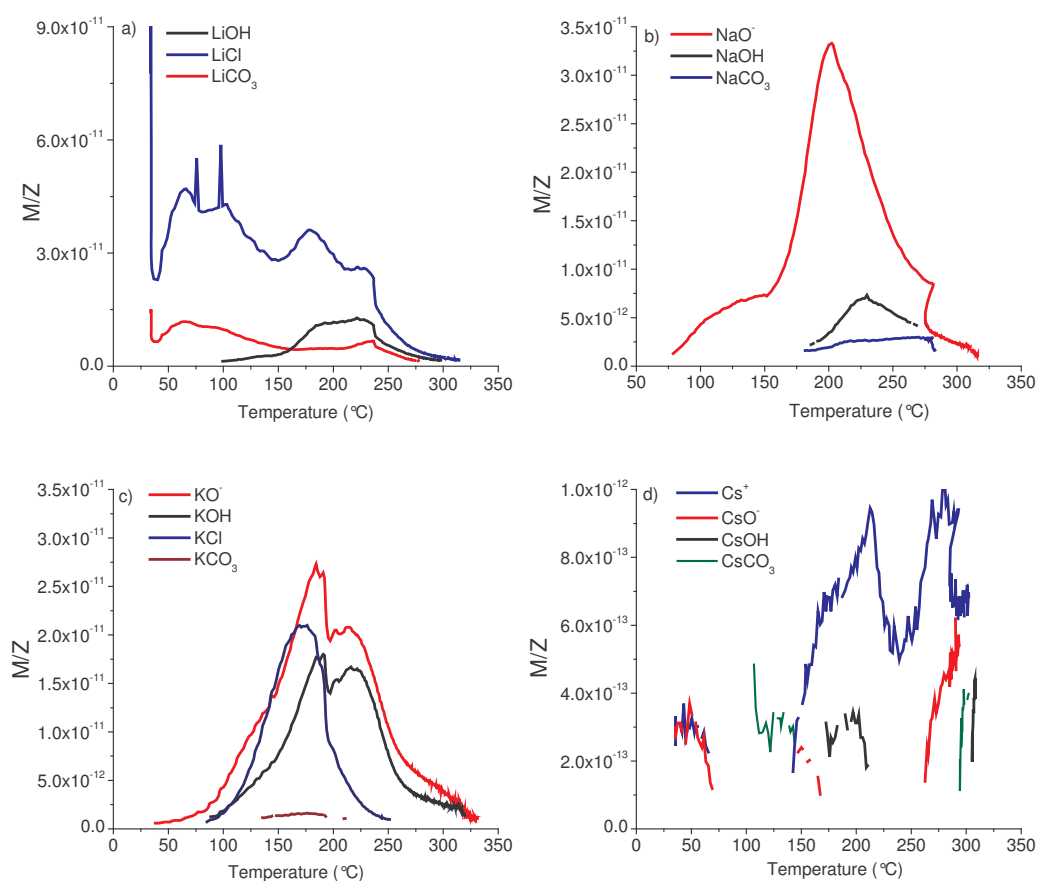 a)
LiOH
LiCl
LiCO₃
9.0x10⁻¹¹
6.0x10⁻¹¹
3.0x10⁻¹¹
0.0
M/Z
0 50 100 150 200 250 300 350
Temperature (°C)
b)
NaO⁻
NaOH
NaCO₃
3.5x10⁻¹¹
3.0x10⁻¹¹
2.5x10⁻¹¹
2.0x10⁻¹¹
1.5x10⁻¹¹
1.0x10⁻¹¹
5.0x10⁻¹²
0.0
M/Z
50 100 150 200 250 300 350
Temperature (°C)
c)
KO⁻
KOH
KCl
KCO₃
3.5x10⁻¹¹
3.0x10⁻¹¹
2.5x10⁻¹¹
2.0x10⁻¹¹
1.5x10⁻¹¹
1.0x10⁻¹¹
5.0x10⁻¹²
0.0
M/Z
0 50 100 150 200 250 300 350
Temperature (°C)
d)
Cs⁺
CsO⁻
CsOH
CsCO₃
1.0x10⁻¹²
8.0x10⁻¹³
6.0x10⁻¹³
4.0x10⁻¹³
2.0x10⁻¹³
0.0
M/Z
0 50 100 150 200 250 300 350
Temperature (°C)